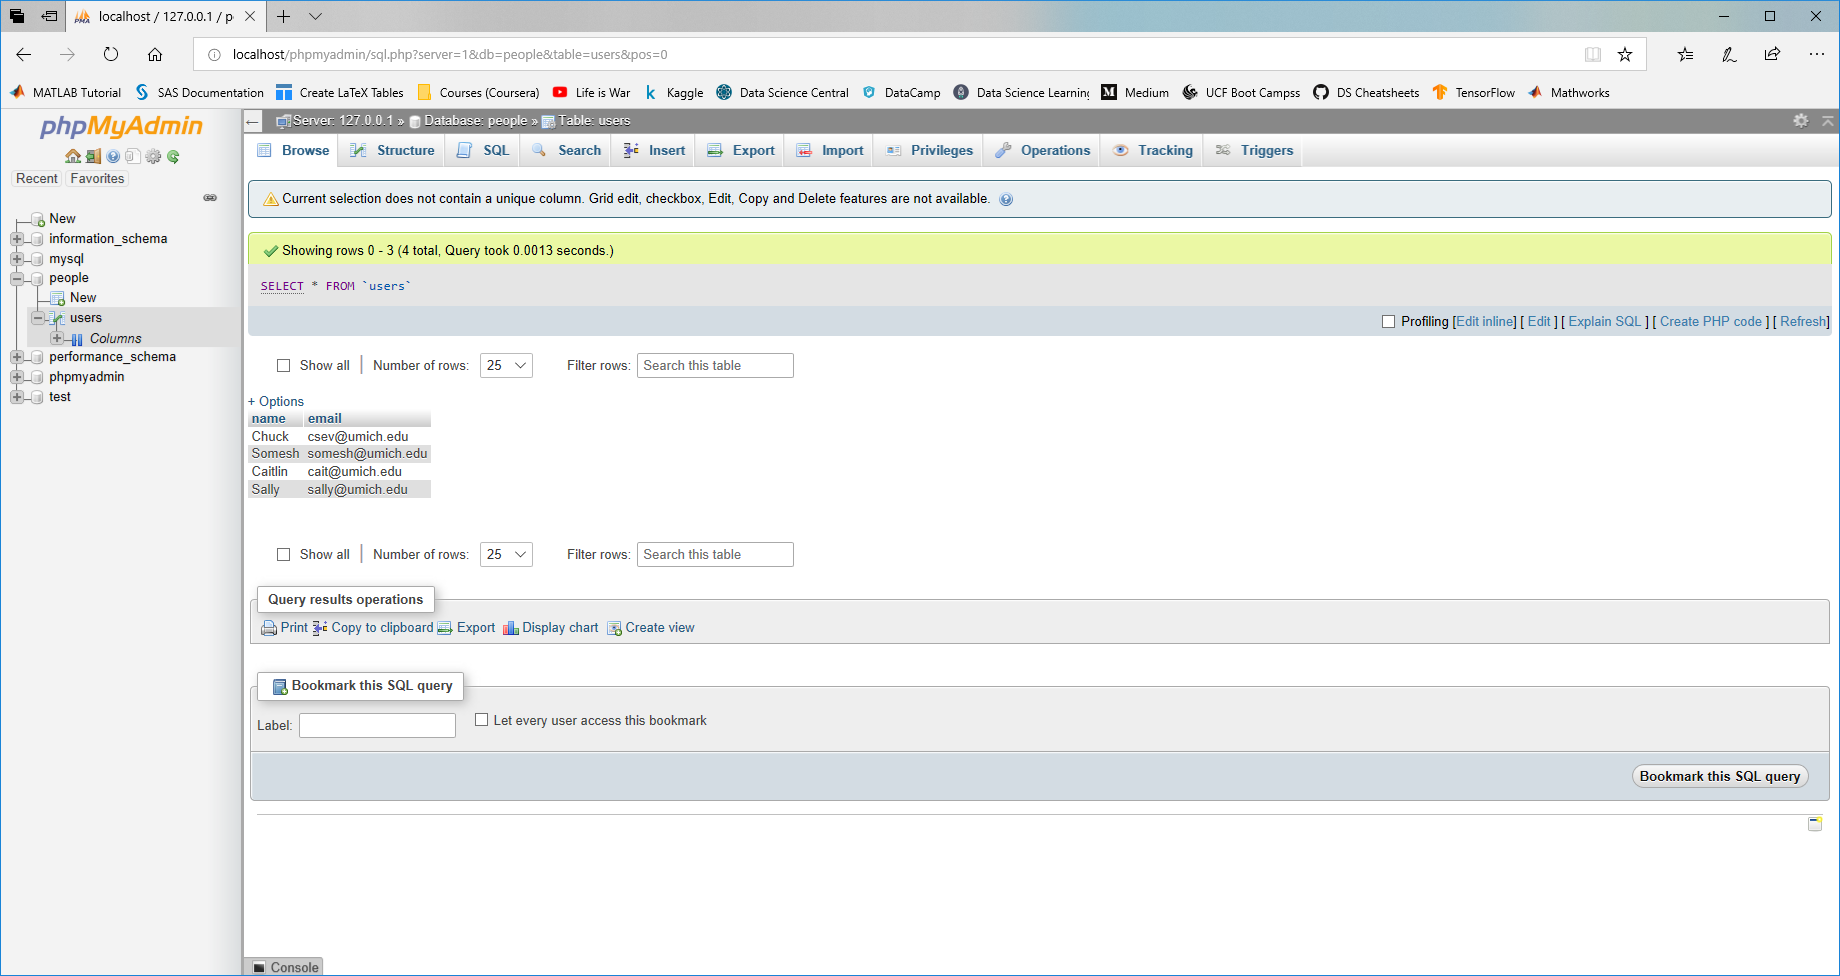 localhost / 127.0.0.1 / p
localhost/phpmyadmin/sql.php?server=1&db=people&table=users&pos=0
MATLAB Tutorial SAS Documentation Create LaTeX Tables Courses (Coursera) Life is War Kaggle Data Science Central DataCamp Data Science Learning Medium UCF Boot Campss DS Cheatsheets TensorFlow Mathworks
phpMyAdmin
Recent Favorites
New
information_schema
mysql
people
New
users
Columns
performance_schema
phpmyadmin
test
Server: 127.0.0.1 » Database: people » Table: users
Browse Structure SQL Search Insert Export Import Privileges Operations Tracking Triggers
Current selection does not contain a unique column. Grid edit, checkbox, Edit, Copy and Delete features are not available.
Showing rows 0 - 3 (4 total, Query took 0.0013 seconds.)
SELECT * FROM `users`
Profiling [Edit inline] [ Edit ] [ Explain SQL ] [ Create PHP code ] [ Refresh]
Show all | Number of rows: 25 Filter rows: Search this table
+ Options
name email
Chuck csev@umich.edu
Somesh somesh@umich.edu
Caitlin cait@umich.edu
Sally sally@umich.edu
Show all | Number of rows: 25 Filter rows: Search this table
Query results operations
Print Copy to clipboard Export Display chart Create view
Bookmark this SQL query
Label: Let every user access this bookmark
Bookmark this SQL query
Console